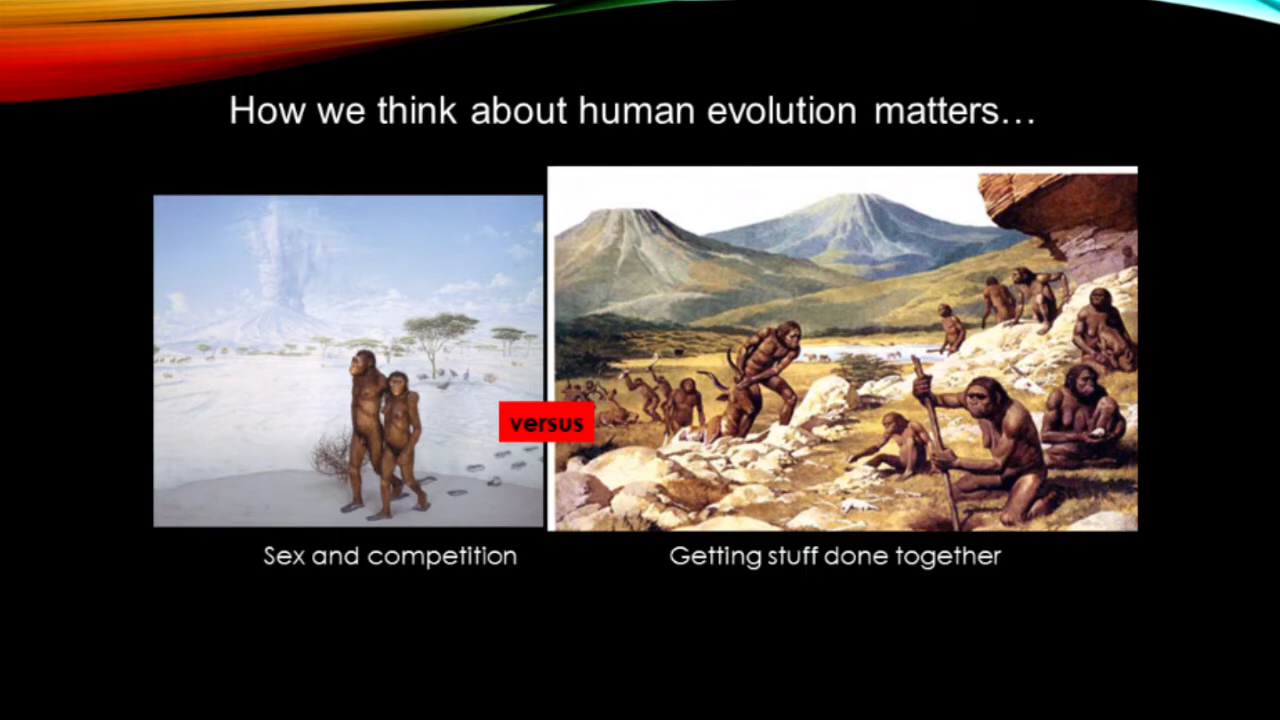 How we think about human evolution matters…
versus
Sex and competition
Getting stuff done together